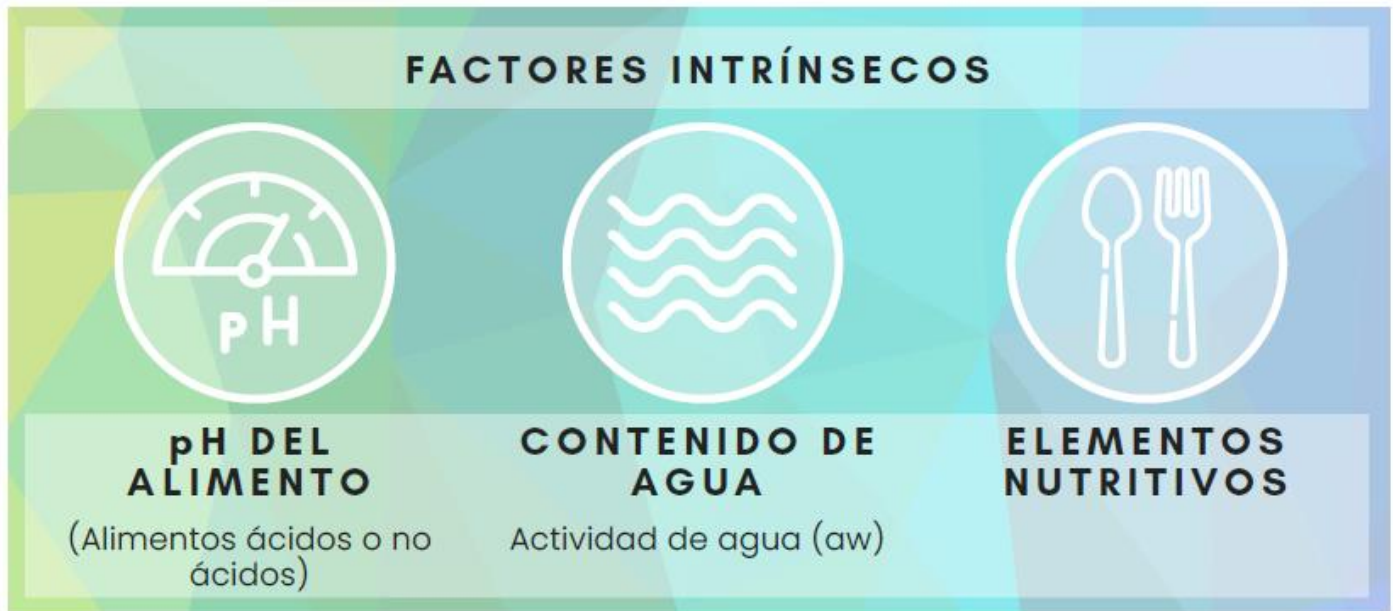 FACTORES INTRÍNSECOS
pH
pH DEL
ALIMENTO
(Alimentos ácidos o no
ácidos)
CONTENIDO DE
AGUA
Actividad de agua (aw)
ELEMENTOS
NUTRITIVOS